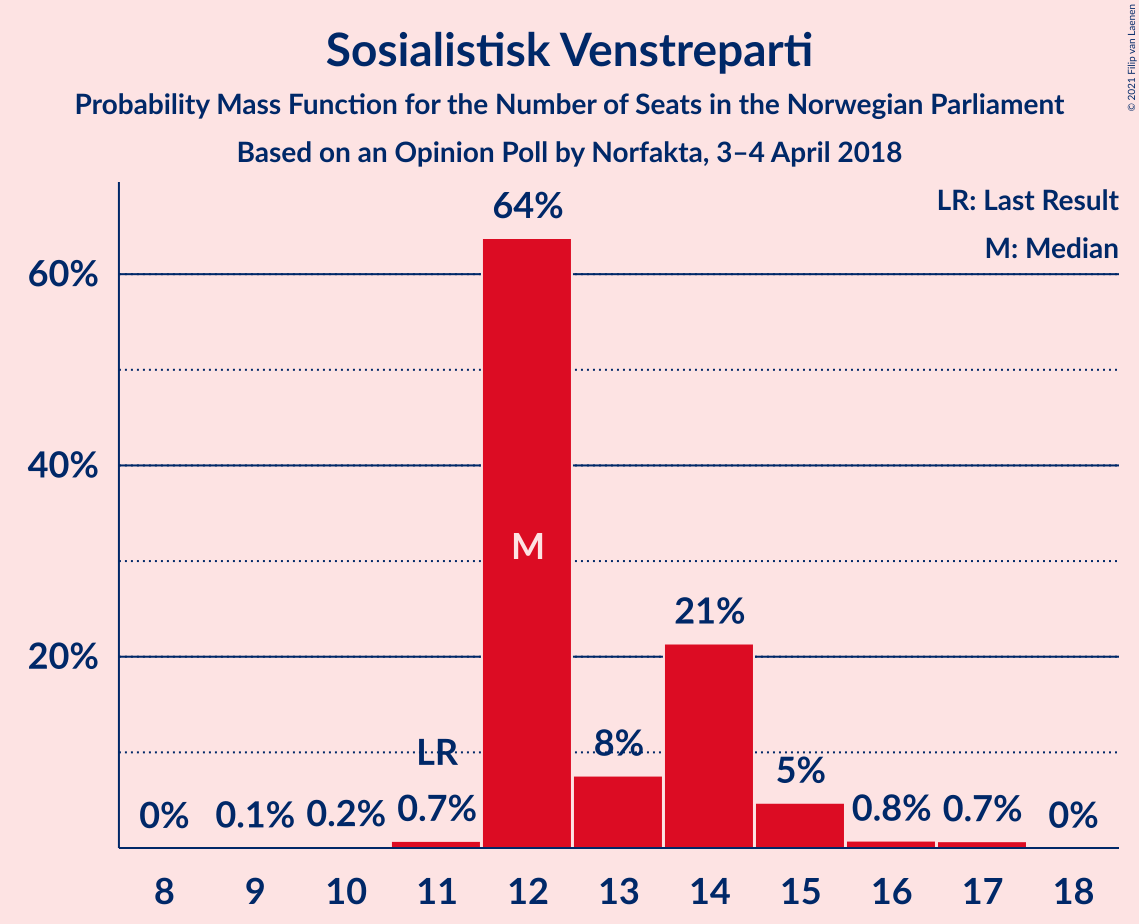 Sosialistisk Venstreparti
Probability Mass Function for the Number of Seats in the Norwegian Parliament
Based on an Opinion Poll by Norfakta, 3–4 April 2018
© 2021 Filip van Laenen
LR: Last Result
M: Median
64%
60%
40%
M
21%
20%
LR
8%
5%
0% 0.1% 0.2% 0.7% 0.8% 0.7% 0%
8 9 10 11 12 13 14 15 16 17 18